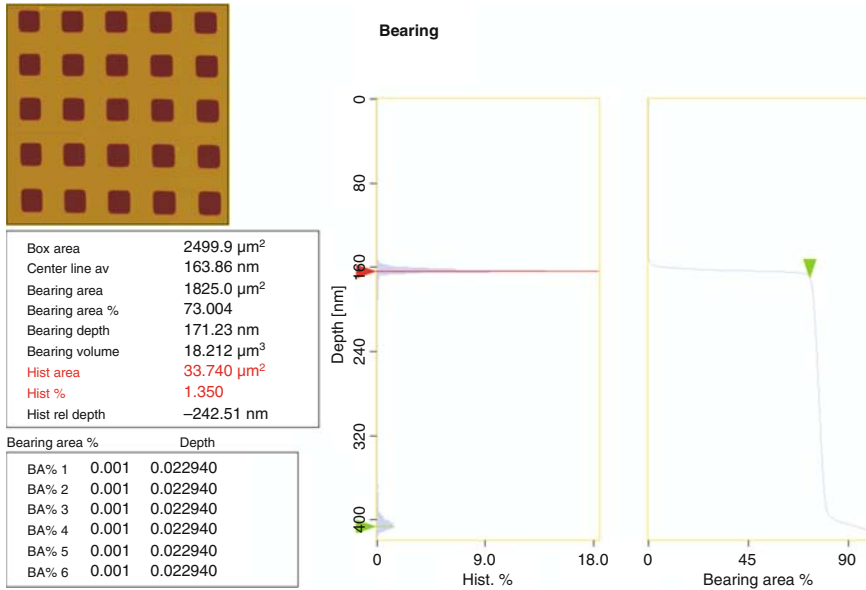 Bearing
Box area 2499.9 µm²
Center line av 163.86 nm
Bearing area 1825.0 µm²
Bearing area % 73.004
Bearing depth 171.23 nm
Bearing volume 18.212 µm³
Hist area 33.740 µm²
Hist % 1.350
Hist rel depth –242.51 nm
Bearing area % Depth
BA% 1 0.001 0.022940
BA% 2 0.001 0.022940
BA% 3 0.001 0.022940
BA% 4 0.001 0.022940
BA% 5 0.001 0.022940
BA% 6 0.001 0.022940
Depth [nm]
0
80
160
240
320
400
0 9.0 18.0
Hist. %
0 45 90
Bearing area %